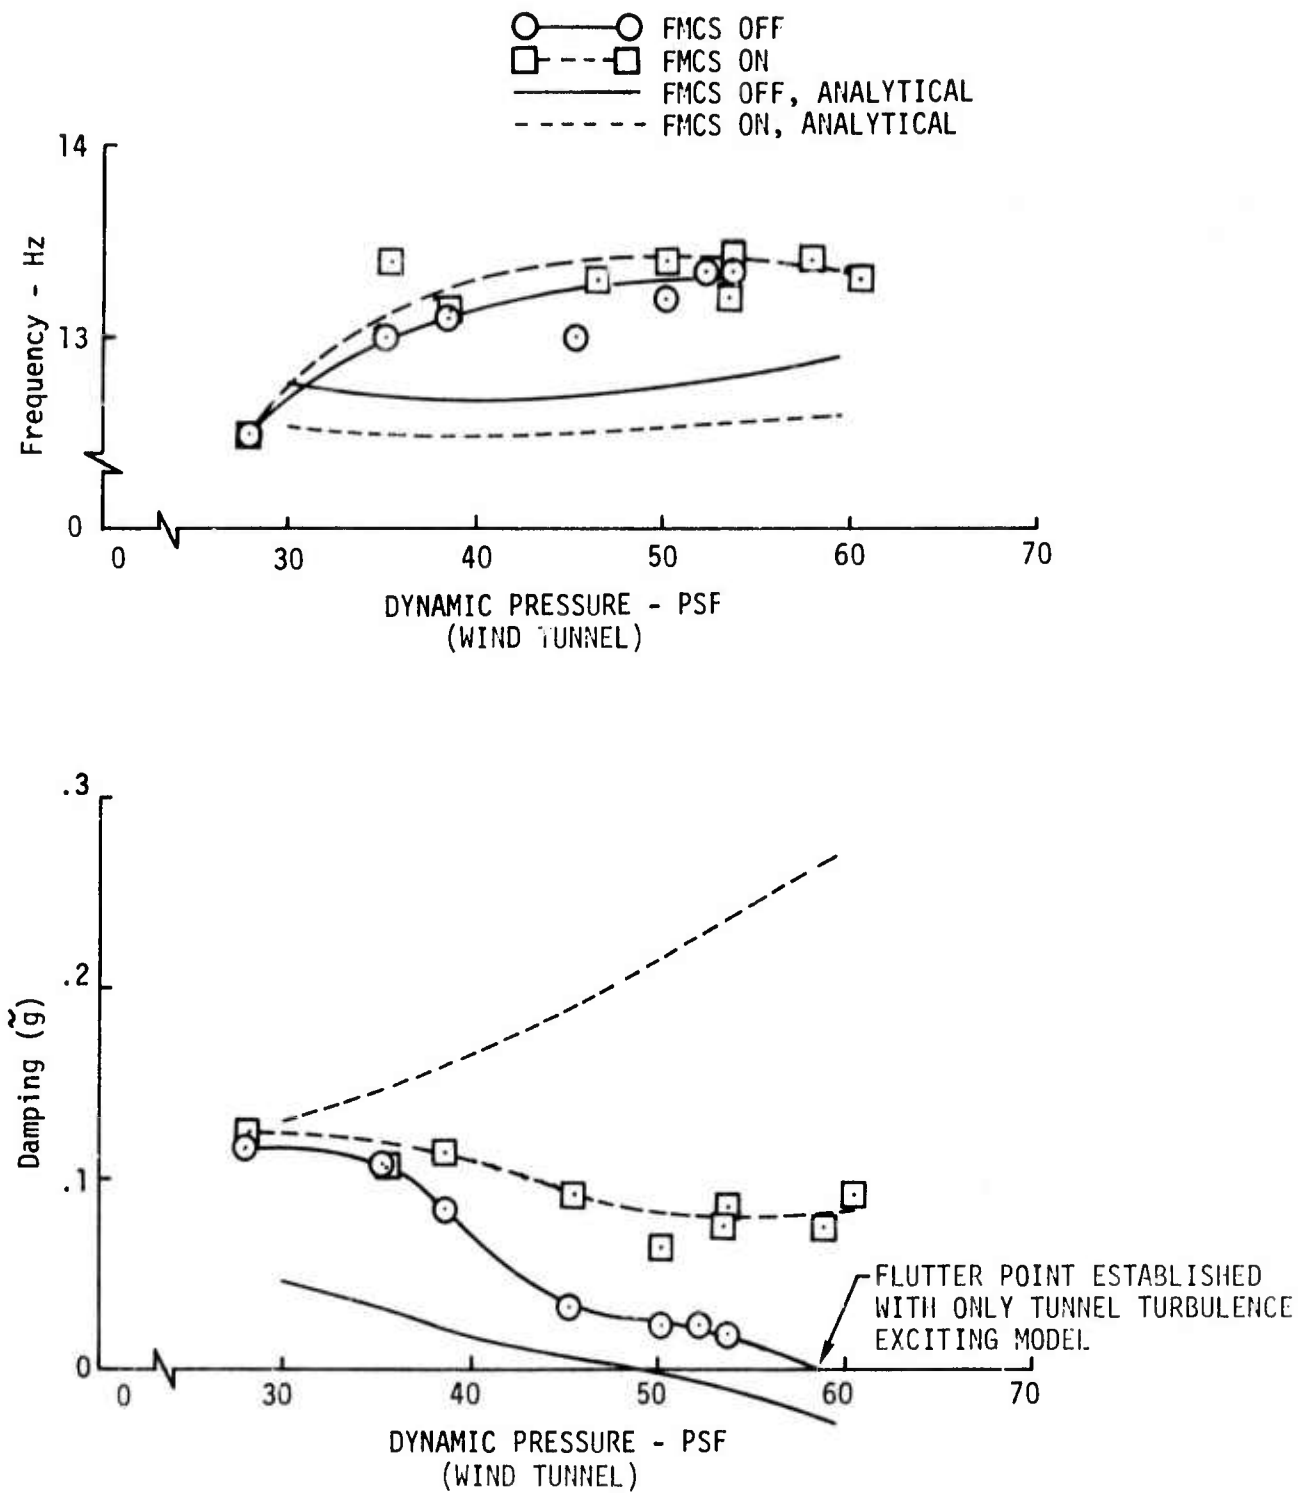 FMCS OFF
FMCS ON
FMCS OFF, ANALYTICAL
FMCS ON, ANALYTICAL
14
13
0
Frequency - Hz
0 30 40 50 60 70
DYNAMIC PRESSURE - PSF
(WIND TUNNEL)
.3
.2
.1
0
Damping (g̃)
FLUTTER POINT ESTABLISHED
WITH ONLY TUNNEL TURBULENCE
EXCITING MODEL
0 30 40 50 60 70
DYNAMIC PRESSURE - PSF
(WIND TUNNEL)